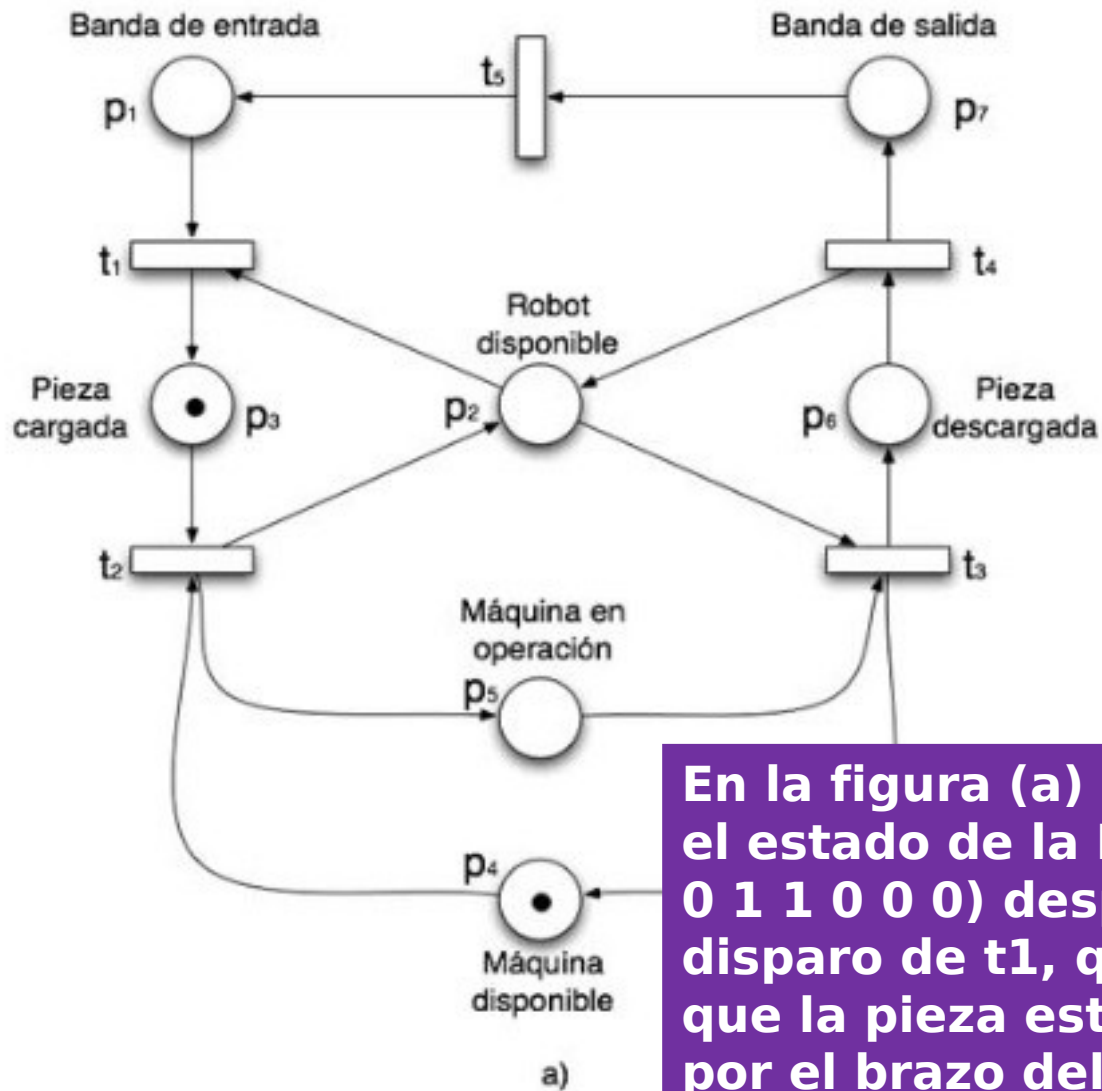 Banda de entrada
Banda de salida
t₅
p₁
p₇
t₁
t₄
Robot
disponible
Pieza
cargada
p₃
p₂
p₆
Pieza
descargada
t₂
t₃
Máquina en
operación
p₅
p₄
Máquina
disponible
a)
En la figura (a)
el estado de la
0 1 1 0 0 0)
disparo de t1,
que la pieza
por el brazo del